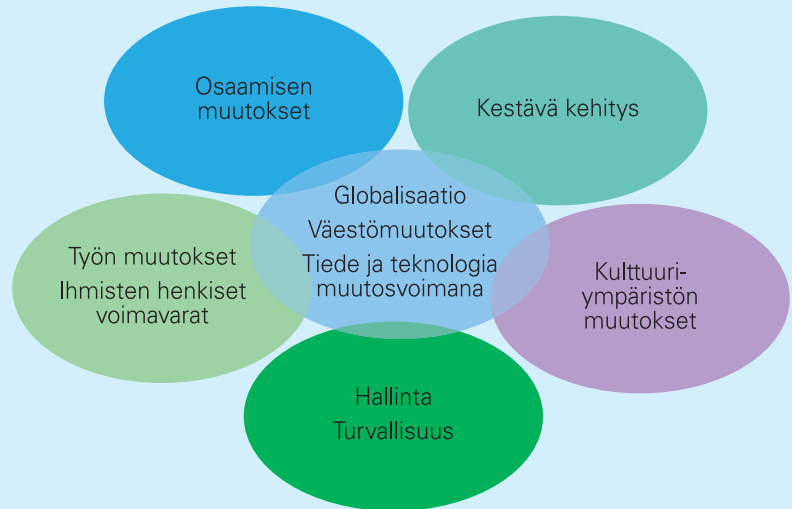 Osaamisen
muutokset
Kestävä kehitys
Globalisaatio
Väestömuutokset
Tiede ja teknologia
muutosvoimana
Työn muutokset
Ihmisten henkiset
voimavarat
Kulttuuri-
ympäristön
muutokset
Hallinta
Turvallisuus